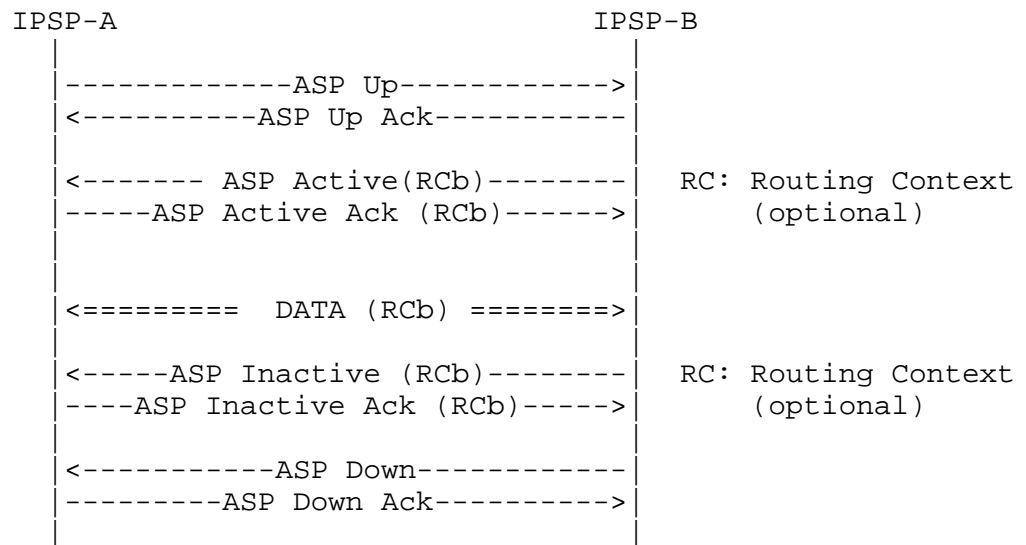 IPSP-A                                  IPSP-B
|-------------ASP Up------------>|
|<----------ASP Up Ack-----------|
|<------- ASP Active(RCb)--------|  RC: Routing Context
|-----ASP Active Ack (RCb)------>|      (optional)
|<=========  DATA (RCb) ========>|
|<-----ASP Inactive (RCb)--------|  RC: Routing Context
|----ASP Inactive Ack (RCb)----->|      (optional)
|<-----------ASP Down------------|
|---------ASP Down Ack---------->|